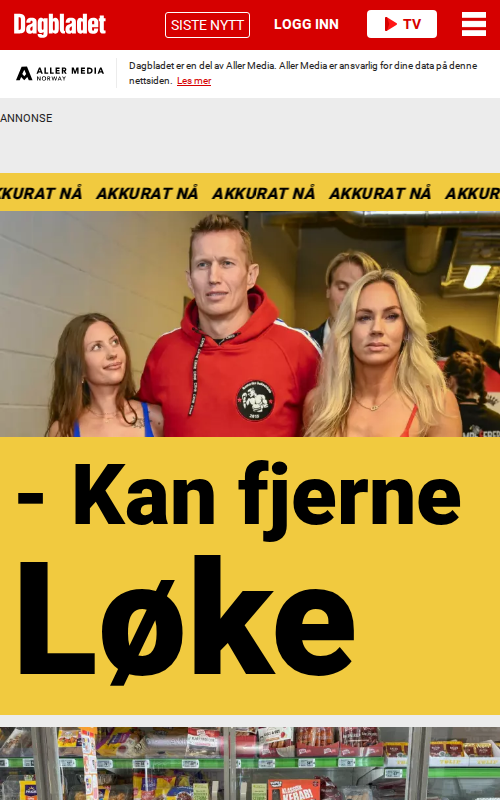 Dagbladet
SISTE NYTT
LOGG INN
TV
ALLER MEDIA
NORWAY
Dagbladet er en del av Aller Media. Aller Media er ansvarlig for dine data på denne
nettsiden. Les mer
ANNONSE
AKKURAT NÅ AKKURAT NÅ AKKURAT NÅ AKKURAT NÅ
- Kan fjerne
Løke
KEBAB!